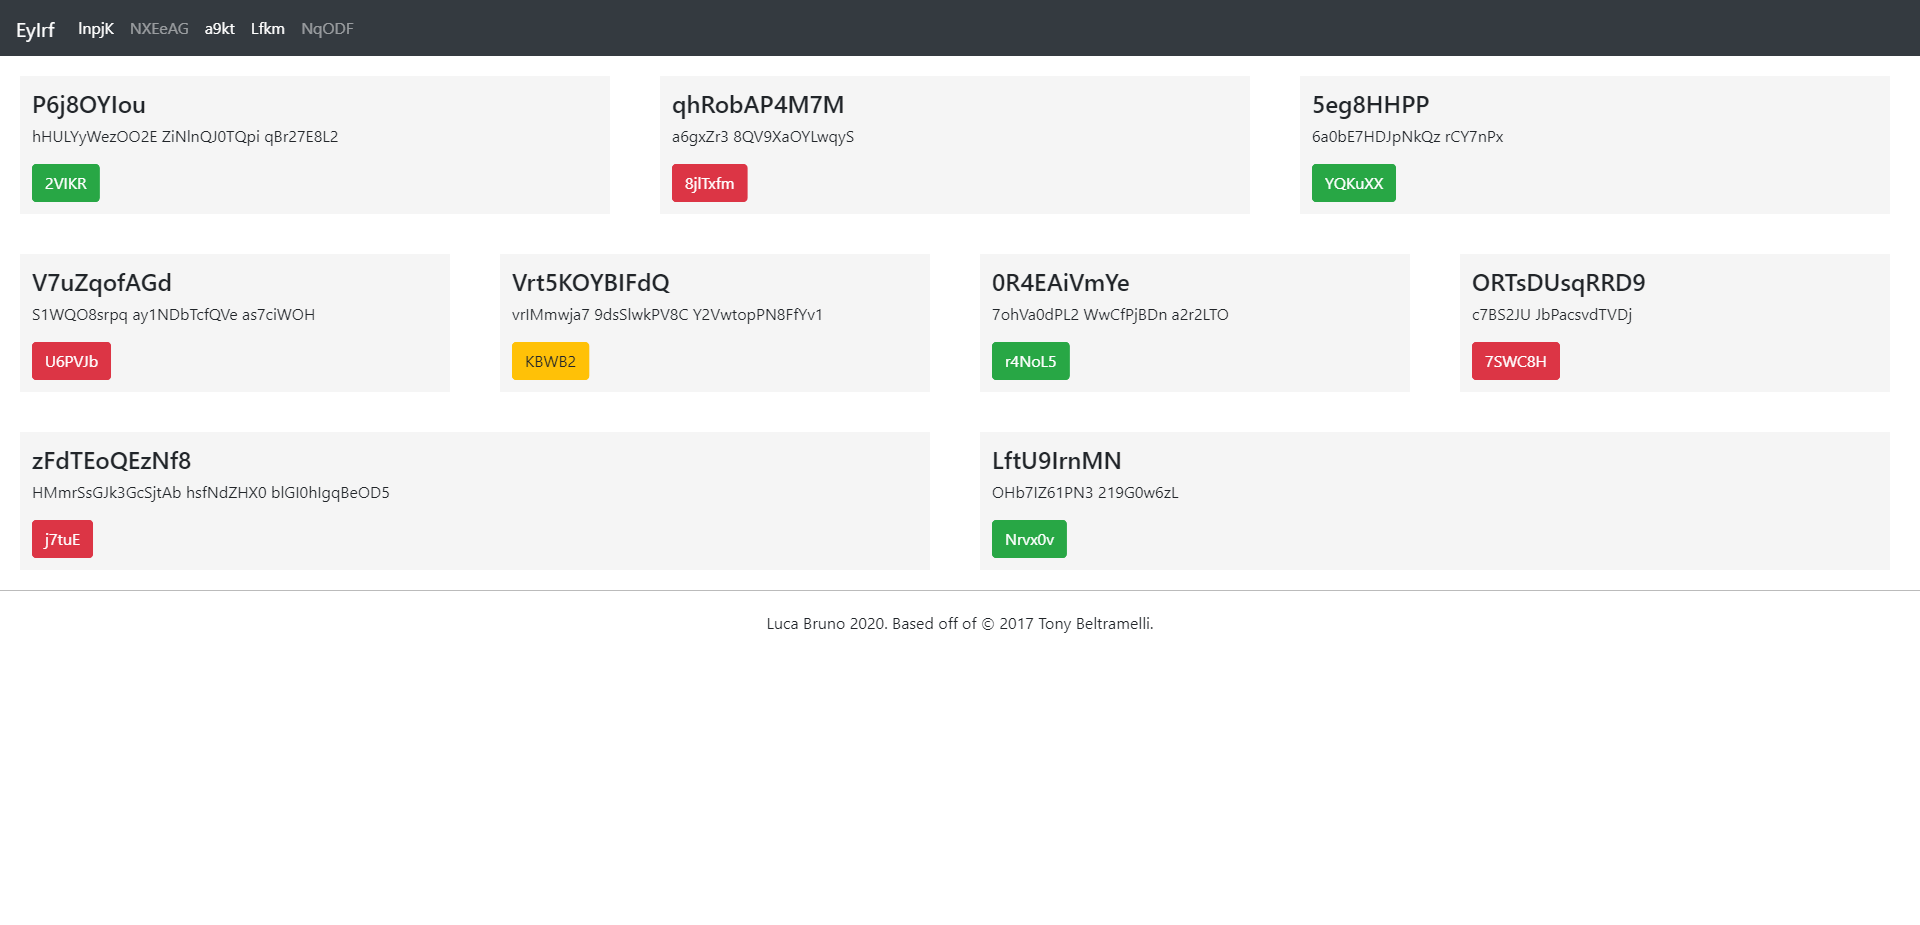 EyIrf lnpjK NXEeAG a9kt Lfkm NqODF
P6j8OYIou
hHULYyWezOO2E ZiNlnQJ0TQpi qBr27E8L2
2VIKR
qhRobAP4M7M
a6gxZr3 8QV9XaOYLwqyS
8jlTxfm
5eg8HHPP
6a0bE7HDJpNkQz rCY7nPx
YQKuXX
V7uZqofAGd
S1WQO8srpq ay1NDbTcfQVe as7ciWOH
U6PVJb
Vrt5KOYBIFdQ
vrIMmwja7 9dsSlwkPV8C Y2VwtopPN8FfYv1
KBWB2
0R4EAiVmYe
7ohVa0dPL2 WwCfPjBDn a2r2LTO
r4NoL5
ORTsDUsqRRD9
c7BS2JU JbPacsvdTVDj
7SWC8H
zFdTEoQEzNf8
HMmrSsGJk3GcSjtAb hsfNdZHX0 blGI0hIgqBeOD5
j7tuE
LftU9IrnMN
OHb7IZ61PN3 219G0w6zL
Nrvx0v
Luca Bruno 2020. Based off of © 2017 Tony Beltramelli.